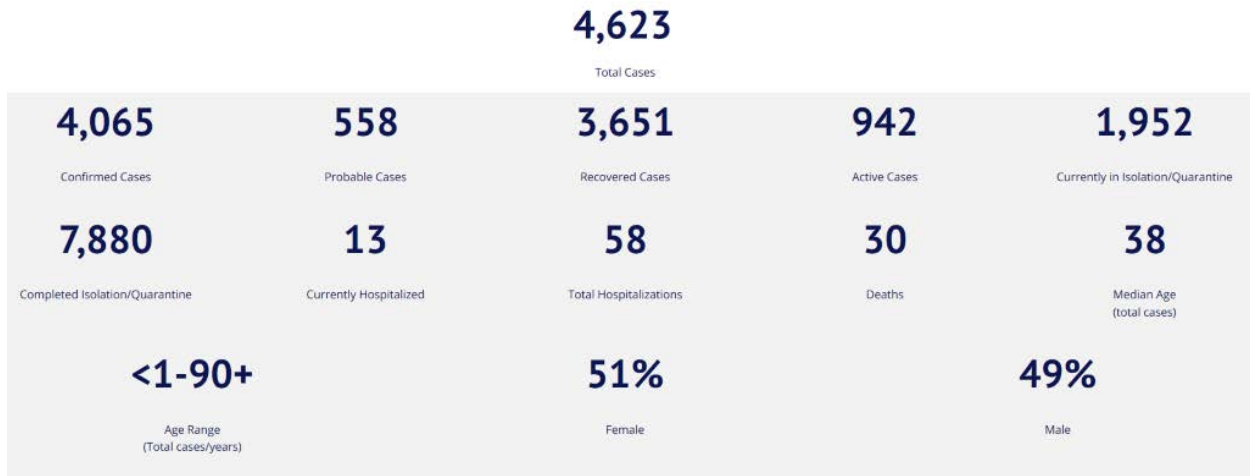 4,623
Total Cases
4,065 558 3,651 942 1,952
Confirmed Cases Probable Cases Recovered Cases Active Cases Currently in Isolation/Quarantine
7,880 13 58 30 38
Completed Isolation/Quarantine Currently Hospitalized Total Hospitalizations Deaths Median Age
(total cases)
<1-90+ 51% 49%
Age Range Female Male
(Total cases/years)